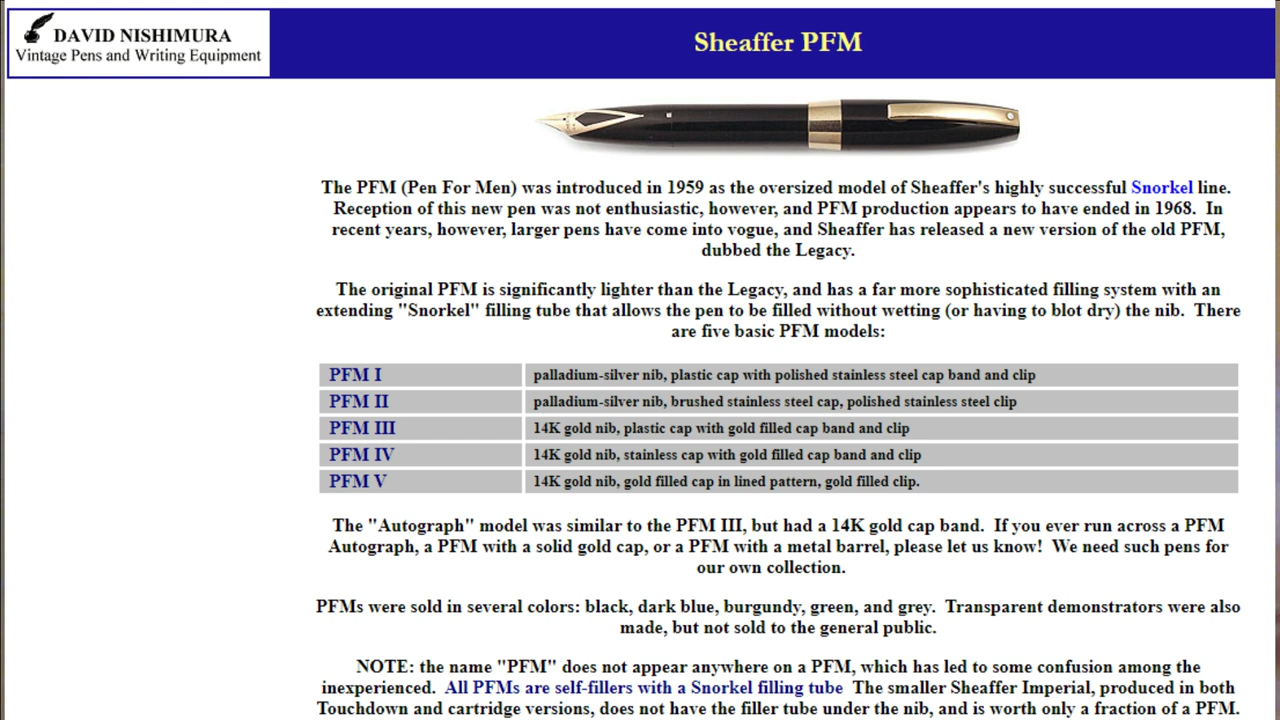 DAVID NISHIMURA
Vintage Pens and Writing Equipment
Sheaffer PFM
The PFM (Pen For Men) was introduced in 1959 as the oversized model of Sheaffer's highly successful Snorkel line.
Reception of this new pen was not enthusiastic, however, and PFM production appears to have ended in 1968. In
recent years, however, larger pens have come into vogue, and Sheaffer has released a new version of the old PFM,
dubbed the Legacy.
The original PFM is significantly lighter than the Legacy, and has a far more sophisticated filling system with an
extending "Snorkel" filling tube that allows the pen to be filled without wetting (or having to blot dry) the nib. There
are five basic PFM models:
PFM I palladium-silver nib, plastic cap with polished stainless steel cap band and clip
PFM II palladium-silver nib, brushed stainless steel cap, polished stainless steel clip
PFM III 14K gold nib, plastic cap with gold filled cap band and clip
PFM IV 14K gold nib, stainless cap with gold filled cap band and clip
PFM V 14K gold nib, gold filled cap in lined pattern, gold filled clip.
The "Autograph" model was similar to the PFM III, but had a 14K gold cap band. If you ever run across a PFM
Autograph, a PFM with a solid gold cap, or a PFM with a metal barrel, please let us know! We need such pens for
our own collection.
PFMs were sold in several colors: black, dark blue, burgundy, green, and grey. Transparent demonstrators were also
made, but not sold to the general public.
NOTE: the name "PFM" does not appear anywhere on a PFM, which has led to some confusion among the
inexperienced. All PFMs are self-fillers with a Snorkel filling tube The smaller Sheaffer Imperial, produced in both
Touchdown and cartridge versions, does not have the filler tube under the nib, and is worth only a fraction of a PFM.